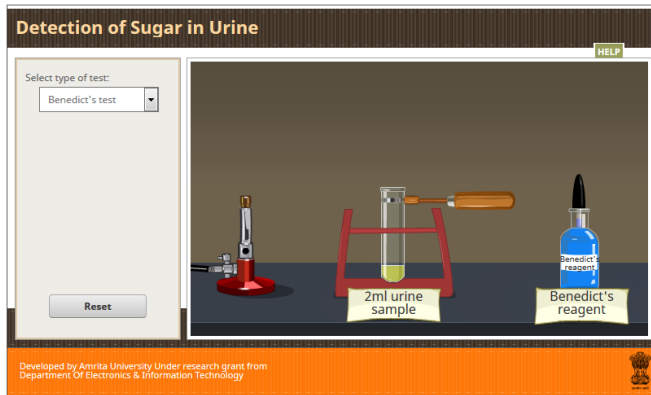 Detection of Sugar in Urine
HELP
Select type of test:
Benedict's test
Reset
Benedict's
reagent
2ml urine
sample
Benedict's
reagent
Developed by Amrita University Under research grant from
Department Of Electronics & Information Technology